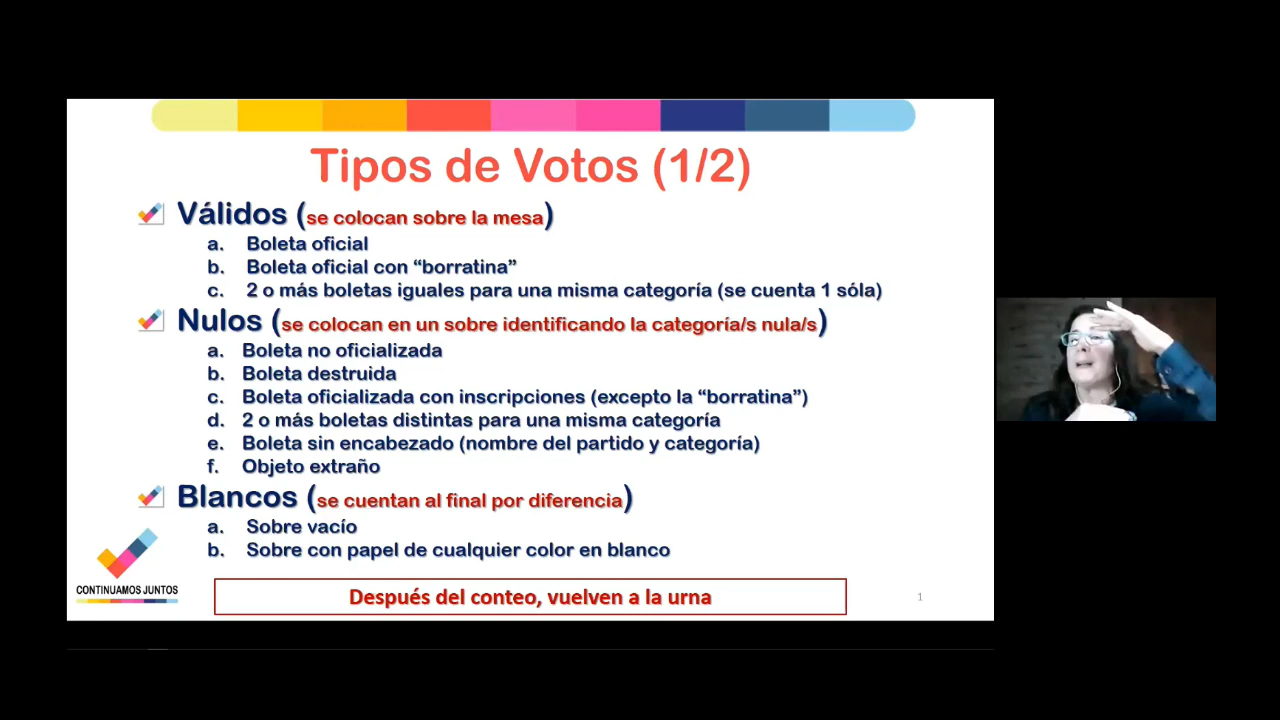 Tipos de Votos (1/2)
Válidos (se colocan sobre la mesa)
a. Boleta oficial
b. Boleta oficial con “borratina”
c. 2 o más boletas iguales para una misma categoría (se cuenta 1 sóla)
Nulos (se colocan en un sobre identificando la categoría/s nula/s)
a. Boleta no oficializada
b. Boleta destruida
c. Boleta oficializada con inscripciones (excepto la “borratina”)
d. 2 o más boletas distintas para una misma categoría
e. Boleta sin encabezado (nombre del partido y categoría)
f. Objeto extraño
Blancos (se cuentan al final por diferencia)
a. Sobre vacío
b. Sobre con papel de cualquier color en blanco
CONTINUAMOS JUNTOS
Después del conteo, vuelven a la urna
1